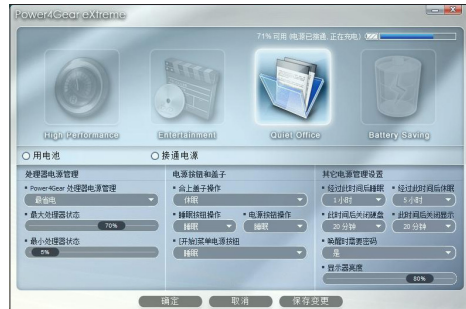 Power4Gear eXtreme
71% 可用 (电源已接通, 正在充电)
High Performance
Entertainment
Quiet Office
Battery Saving
用电池
接通电源
处理器电源管理
Power4Gear 处理器电源管理
最省电
最大处理器状态
70%
最小处理器状态
5%
电源按钮和盖子
合上盖子操作
休眠
睡眠按钮操作
电源按钮操作
睡眠
睡眠
[开始]菜单电源按钮
睡眠
其它电源管理设置
经过此时间后睡眠
经过此时间后休眠
1 小时
5 小时
此时间后关闭硬盘
此时间后关闭显示
20 分钟
20 分钟
唤醒时需要密码
是
显示器亮度
80%
确定
取消
保存变更